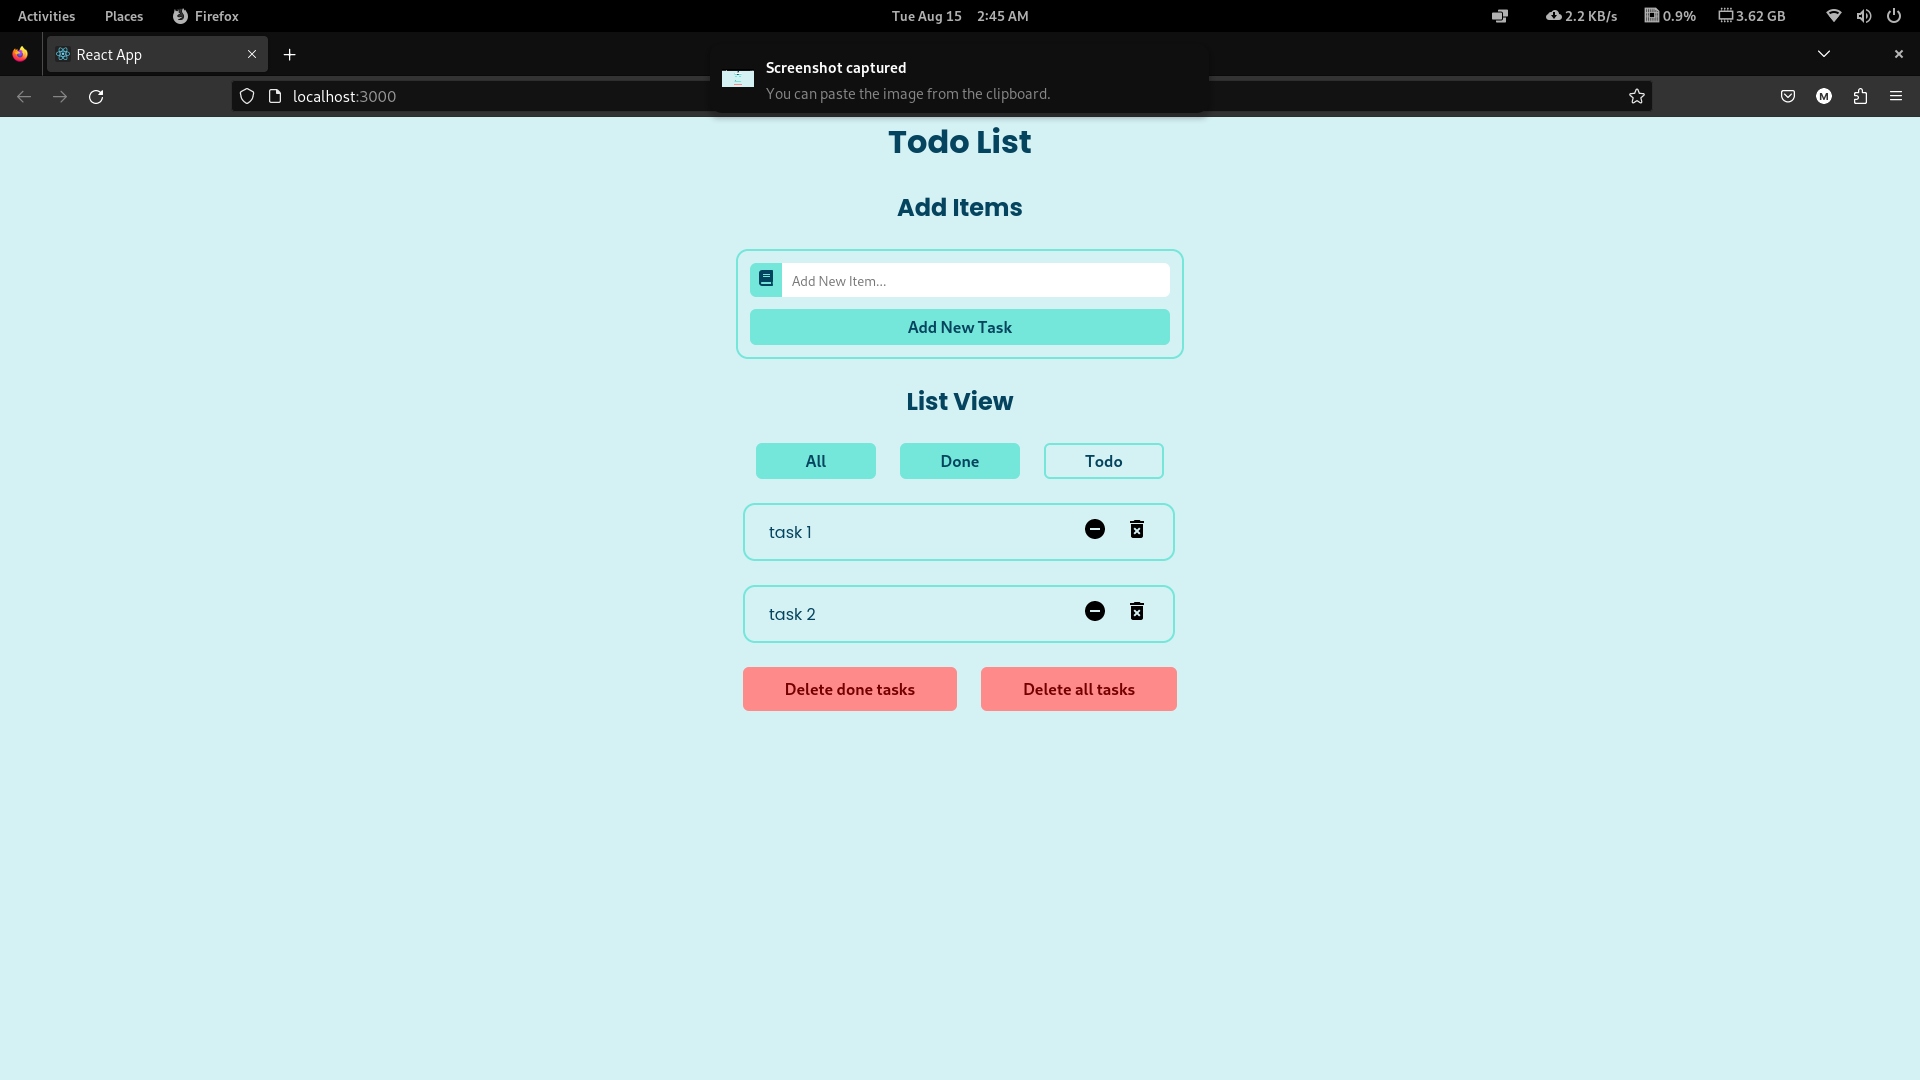 Activities Places Firefox Tue Aug 15 2:45 AM 2.2 KB/s 0.9% 3.62 GB
React App
Screenshot captured
You can paste the image from the clipboard.
localhost:3000 M
Todo List
Add Items
Add New Item...
Add New Task
List View
All Done Todo
task 1
task 2
Delete done tasks Delete all tasks